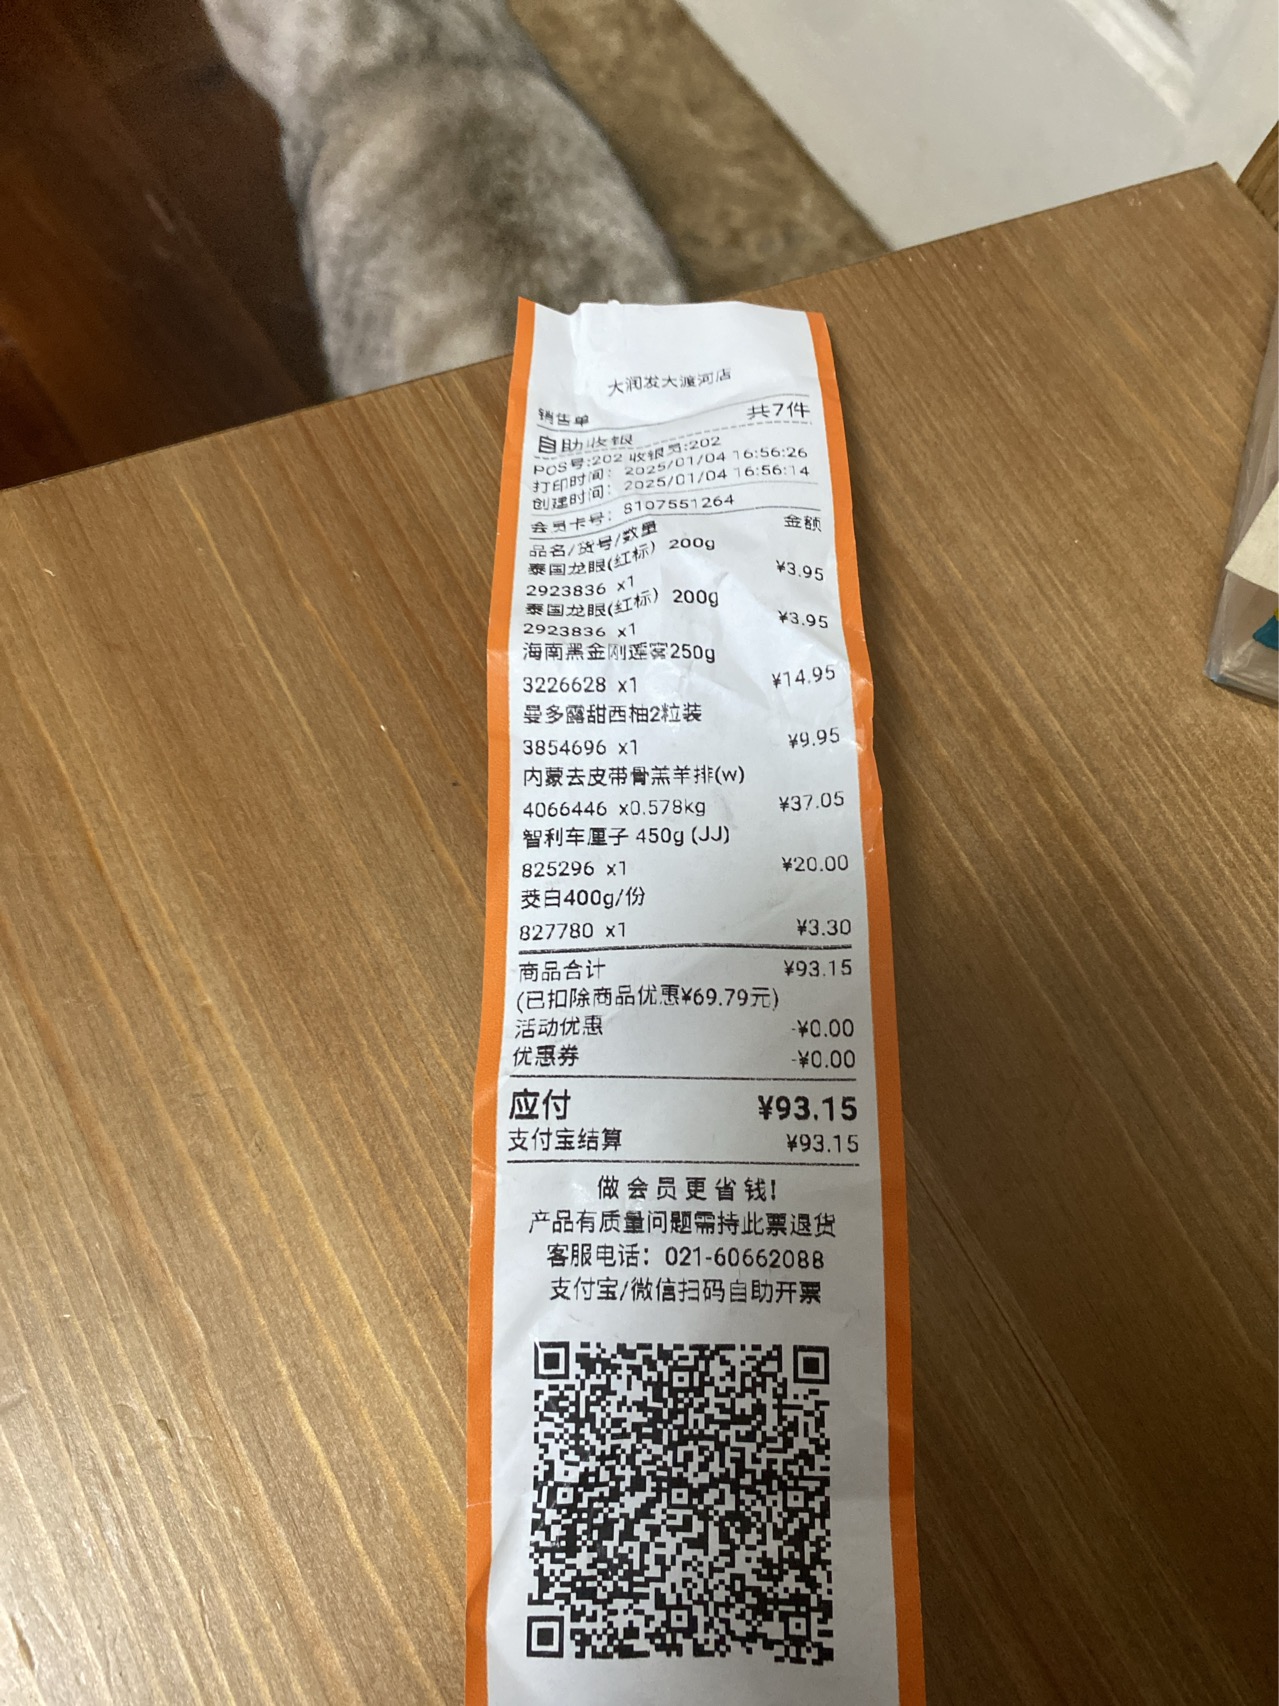 大润发大渡河店
销售单 共7件
自助收银
POS号:202 收银员:202
打印时间: 2025/01/04 16:56:26
创建时间: 2025/01/04 16:56:14
会员卡号: 8107551264
品名/货号/数量 金额
泰国龙眼(红标) 200g
2923836 x1 ¥3.95
泰国龙眼(红标) 200g
2923836 x1 ¥3.95
海南黑金刚莲雾250g
3226628 x1 ¥14.95
曼多露甜西柚2粒装
3854696 x1 ¥9.95
内蒙去皮带骨羔羊排(w)
4066446 x0.578kg ¥37.05
智利车厘子 450g (JJ)
825296 x1 ¥20.00
茭白400g/份
827780 x1 ¥3.30
商品合计 ¥93.15
(已扣除商品优惠¥69.79元)
活动优惠 -¥0.00
优惠券 -¥0.00
应付 ¥93.15
支付宝结算 ¥93.15
做会员更省钱!
产品有质量问题需持此票退货
客服电话: 021-60662088
支付宝/微信扫码自助开票